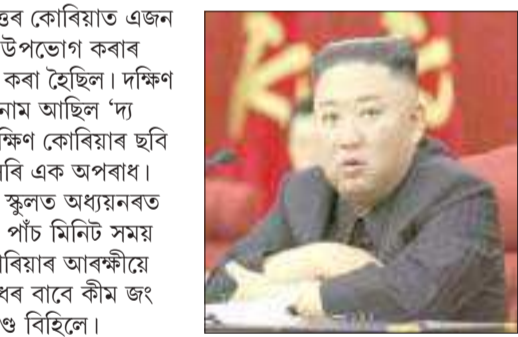 ত্তৰ কোৰিয়াত এজন
উপভোগ কৰাৰ
কৰা হৈছিল। দক্ষিণ
নাম আছিল ‘দ্য
ক্ষিণ কোৰিয়াৰ ছবি
ৰি এক অপৰাধ।
স্কুলত অধ্যয়নৰত
পাঁচ মিনিট সময়
ৰিয়াৰ আৰক্ষীয়ে
ধৰ বাবে কীম জং
ণ্ড বিহিলে।